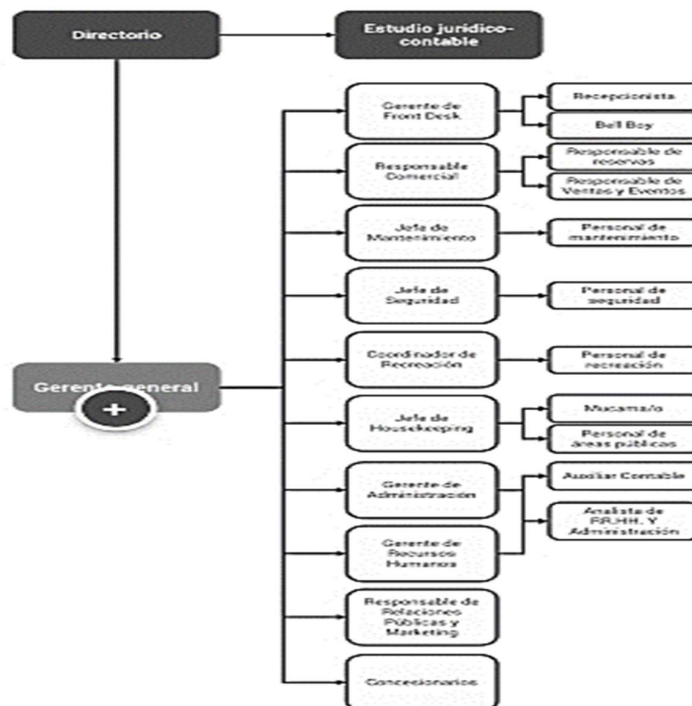 Directorio
Estudio jurídico-
contable
Gerente de
Front Desk
Recepcionista
Bell Boy
Responsable
Comercial
Responsable de
reservas
Responsable de
Ventas y Eventos
Jefe de
Mantenimiento
Personal de
mantenimiento
Jefe de
Seguridad
Personal de
seguridad
Gerente general
+
Coordinador de
Recreación
Personal de
recreación
Jefe de
Housekeeping
Mucama/o
Personal de
áreas públicas
Gerente de
Administración
Auxiliar Contable
Analista de
RR.HH. Y
Administración
Gerente de
Recursos
Humanos
Responsable de
Relaciones
Públicas y
Marketing
Concesionarios